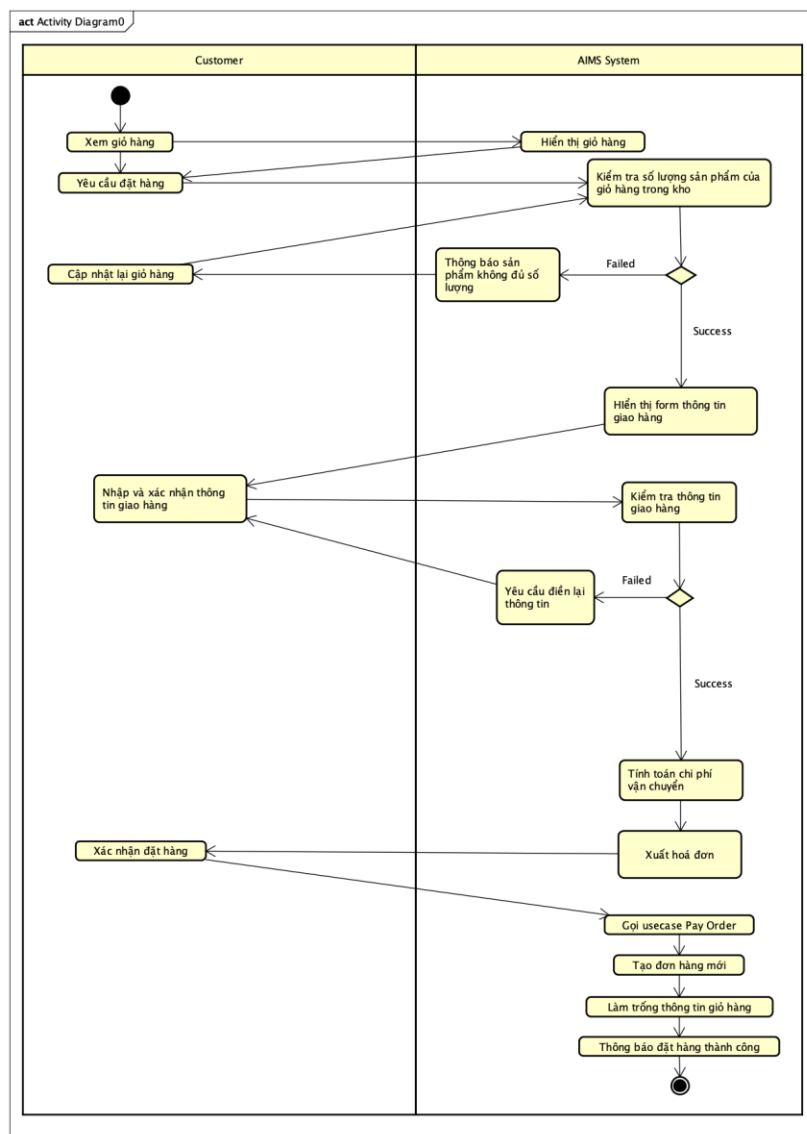 act Activity Diagram0
Customer
AIMS System
Xem giỏ hàng
Hiển thị giỏ hàng
Yêu cầu đặt hàng
Kiểm tra số lượng sản phẩm của
giỏ hàng trong kho
Cập nhật lại giỏ hàng
Thông báo sản
phẩm không đủ số
lượng
Failed
Success
HIển thị form thông tin
giao hàng
Nhập và xác nhận thông
tin giao hàng
Kiểm tra thông tin
giao hàng
Yêu cầu điền lại
thông tin
Failed
Success
Tính toán chi phí
vận chuyển
Xác nhận đặt hàng
Xuất hoá đơn
Gọi usecase Pay Order
Tạo đơn hàng mới
Làm trống thông tin giỏ hàng
Thông báo đặt hàng thành công